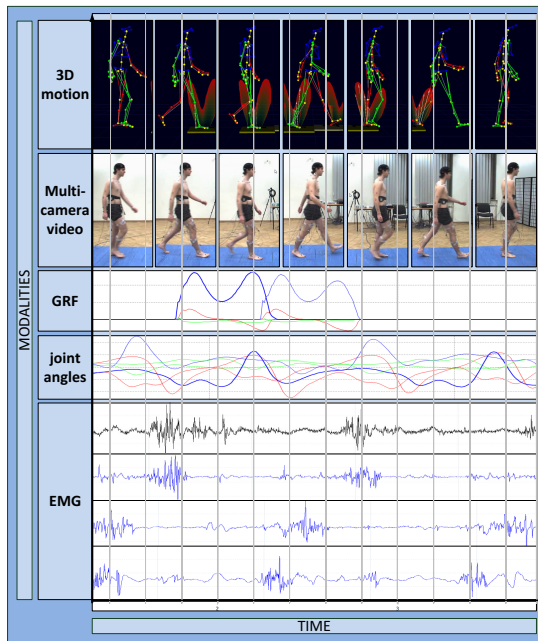 MODALITIES
3D
motion
Multi-
camera
video
GRF
joint
angles
EMG
TIME